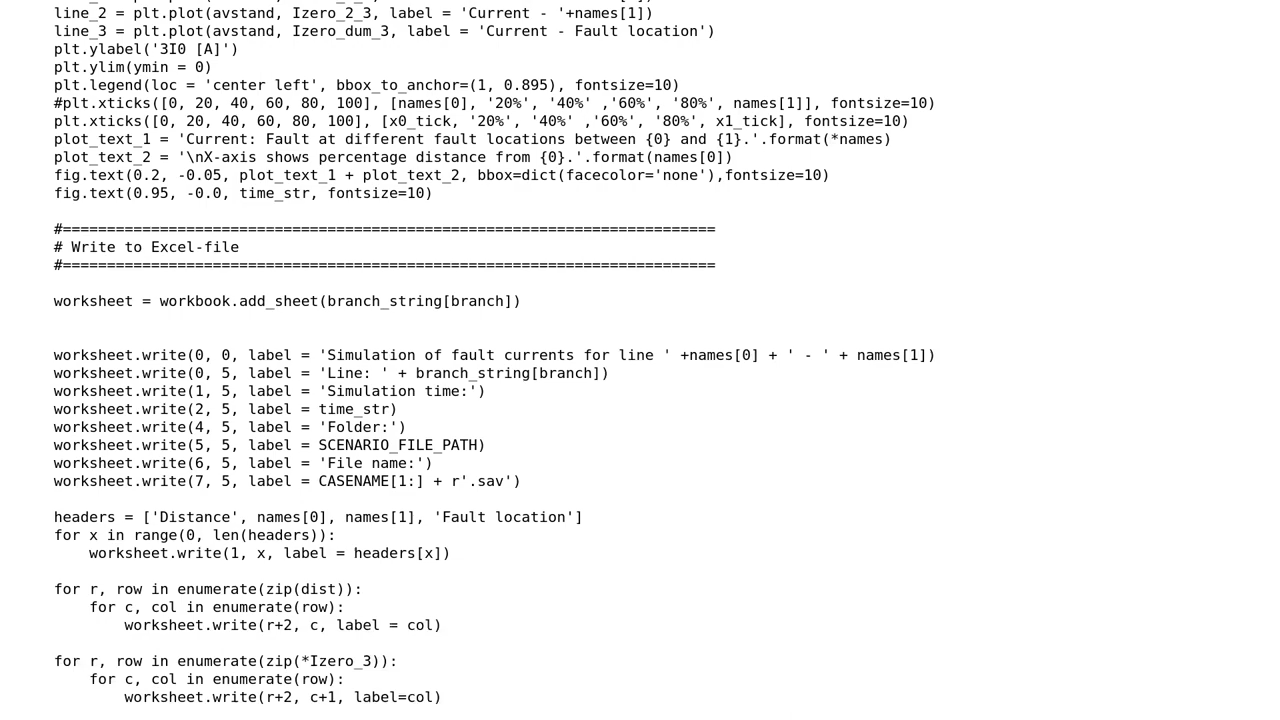 line_2 = plt.plot(avstand, Izero_2_3, label = 'Current - '+names[1])
line_3 = plt.plot(avstand, Izero_dum_3, label = 'Current - Fault location')
plt.ylabel('3I0 [A]')
plt.ylim(ymin = 0)
plt.legend(loc = 'center left', bbox_to_anchor=(1, 0.895), fontsize=10)
#plt.xticks([0, 20, 40, 60, 80, 100], [names[0], '20%', '40%' ,'60%', '80%', names[1]], fontsize=10)
plt.xticks([0, 20, 40, 60, 80, 100], [x0_tick, '20%', '40%' ,'60%', '80%', x1_tick], fontsize=10)
plot_text_1 = 'Current: Fault at different fault locations between {0} and {1}.'.format(*names)
plot_text_2 = '\nX-axis shows percentage distance from {0}.'.format(names[0])
fig.text(0.2, -0.05, plot_text_1 + plot_text_2, bbox=dict(facecolor='none'),fontsize=10)
fig.text(0.95, -0.0, time_str, fontsize=10)
#==========================================================================
# Write to Excel-file
#==========================================================================
worksheet = workbook.add_sheet(branch_string[branch])
worksheet.write(0, 0, label = 'Simulation of fault currents for line ' +names[0] + ' - ' + names[1])
worksheet.write(0, 5, label = 'Line: ' + branch_string[branch])
worksheet.write(1, 5, label = 'Simulation time:')
worksheet.write(2, 5, label = time_str)
worksheet.write(4, 5, label = 'Folder:')
worksheet.write(5, 5, label = SCENARIO_FILE_PATH)
worksheet.write(6, 5, label = 'File name:')
worksheet.write(7, 5, label = CASENAME[1:] + r'.sav')
headers = ['Distance', names[0], names[1], 'Fault location']
for x in range(0, len(headers)):
    worksheet.write(1, x, label = headers[x])
for r, row in enumerate(zip(dist)):
    for c, col in enumerate(row):
        worksheet.write(r+2, c, label = col)
for r, row in enumerate(zip(*Izero_3)):
    for c, col in enumerate(row):
        worksheet.write(r+2, c+1, label=col)